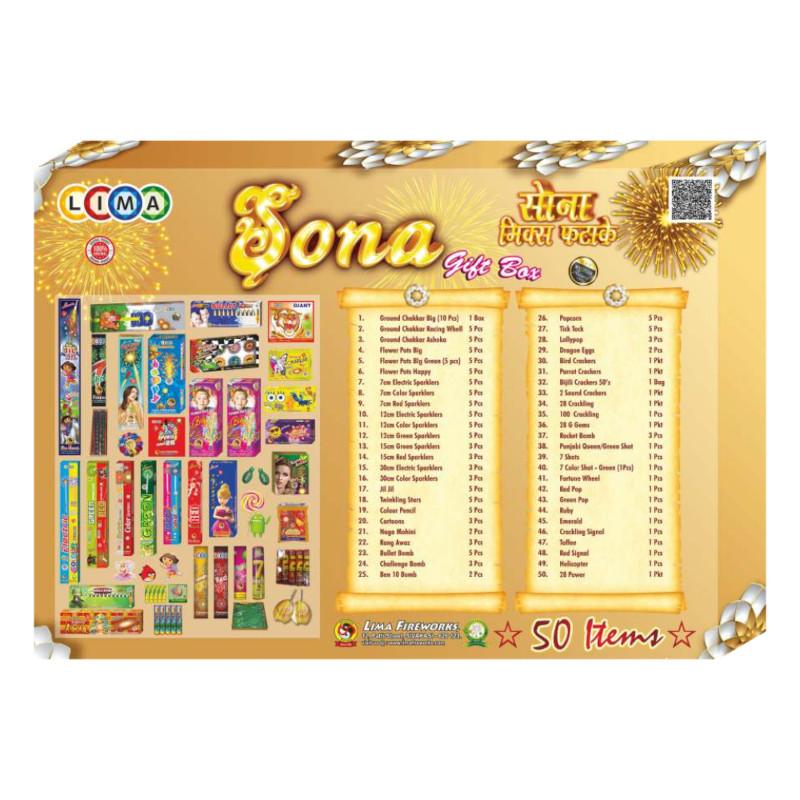 LIMA
Sona
Gift Box
सोना
मिक्स फटाके
1. Ground Chakkar Big (10 Pcs) 1 Box
2. Ground Chakkar Racing Whell 5 Pcs
3. Ground Chakkar Ashoka 5 Pcs
4. Flower Pots Big 5 Pcs
5. Flower Pots Big Green (5 pcs) 5 Pcs
6. Flower Pots Happy 5 Pcs
7. 7cm Electric Sparklers 5 Pcs
8. 7cm Color Sparklers 5 Pcs
9. 7cm Red Sparklers 5 Pcs
10. 12cm Electric Sparklers 5 Pcs
11. 12cm Color Sparklers 5 Pcs
12. 12cm Green Sparklers 5 Pcs
13. 15cm Green Sparklers 3 Pcs
14. 15cm Red Sparklers 3 Pcs
15. 30cm Electric Sparklers 3 Pcs
16. 30cm Color Sparklers 3 Pcs
17. Jil Jil 5 Pcs
18. Twinkling Stars 5 Pcs
19. Colour Pencil 5 Pcs
20. Cartoons 3 Pcs
21. Naga Mohini 2 Pcs
22. Rang Awaz 3 Pcs
23. Bullet Bomb 5 Pcs
24. Challenge Bomb 3 Pcs
25. Ben 10 Bomb 2 Pcs
26. Popcorn 5 Pcs
27. Tick Tock 5 Pcs
28. Lollypop 3 Pcs
29. Dragon Eggs 2 Pcs
30. Bird Crackers 1 Pkt
31. Parrot Crackers 1 Pkt
32. Bijili Crackers 50's 1 Bag
33. 2 Sound Crackers 1 Pkt
34. 28 Crackling 1 Pkt
35. 100 Crackling 1 Pcs
36. 28 G Gems 1 Pkt
37. Rocket Bomb 3 Pcs
38. Punjabi Queen/Green Shot 1 Pcs
39. 7 Shots 1 Pcs
40. 7 Color Shot - Green (1Pcs) 1 Pcs
41. Fortune Wheel 1 Pcs
42. Red Pop 1 Pcs
43. Green Pop 1 Pcs
44. Ruby 1 Pcs
45. Emerald 1 Pcs
46. Crackling Signal 1 Pcs
47. Toffee 1 Pcs
48. Red Signal 1 Pcs
49. Helicopter 1 Pcs
50. 28 Power 1 Pkt
LIMA FIREWORKS,
50 Items